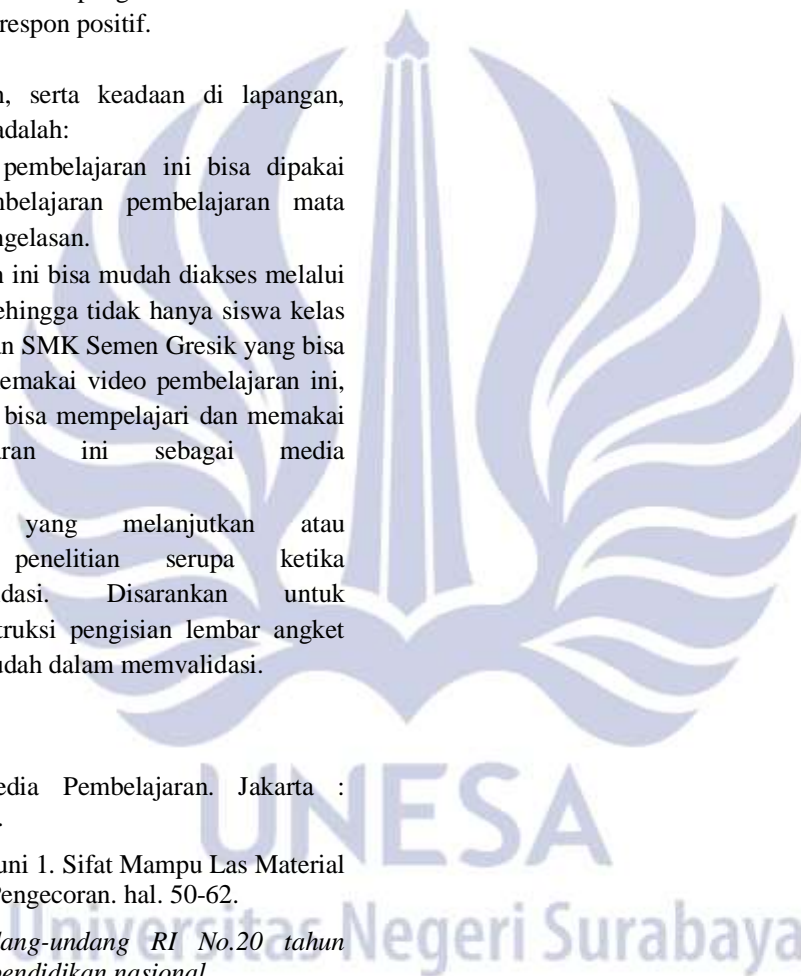 respon positif.
n, serta keadaan di lapangan,
adalah:
pembelajaran ini bisa dipakai
mbelajaran pembelajaran mata
ngelasan.
n ini bisa mudah diakses melalui
ehingga tidak hanya siswa kelas
an SMK Semen Gresik yang bisa
emakai video pembelajaran ini,
bisa mempelajari dan memakai
aran ini sebagai media
yang melanjutkan atau
penelitian serupa ketika
dasi. Disarankan untuk
truksi pengisian lembar angket
udah dalam memvalidasi.
edia Pembelajaran. Jakarta :
uni 1. Sifat Mampu Las Material
Pengecoran. hal. 50-62.
dang-undang RI No.20 tahun
pendidikan nasional
UNESA
Universitas Negeri Surabaya